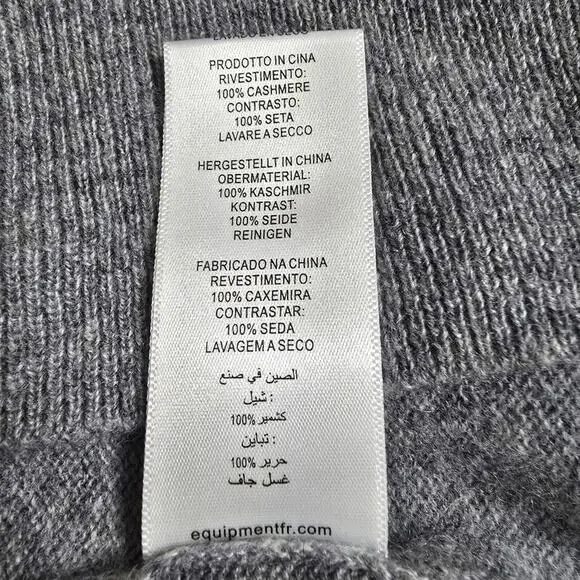 PRODOTTO IN CINA
RIVESTIMENTO:
100% CASHMERE
CONTRASTO:
100% SETA
LAVARE A SECCO
HERGESTELLT IN CHINA
OBERMATERIAL:
100% KASCHMIR
KONTRAST:
100% SEIDE
REINIGEN
FABRICADO NA CHINA
REVESTIMENTO:
100% CAXEMIRA
CONTRASTAR:
100% SEDA
LAVAGEM A SECO
الصين في صنع
شيل :
كشمير 100%
تباين :
حرير 100%
غسل جاف
equipmentfr.com